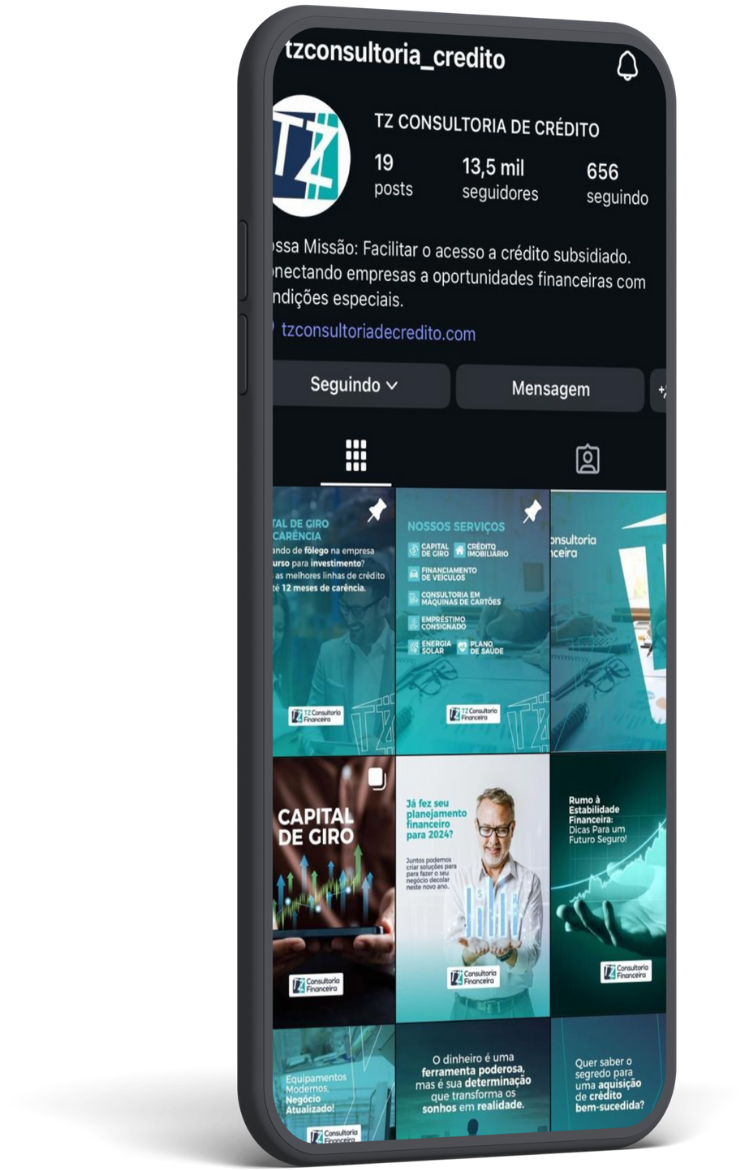 tzconsultoria_credito
TZ
TZ CONSULTORIA DE CRÉDITO
19
posts
13,5 mil
seguidores
656
seguindo
ssa Missão: Facilitar o acesso a crédito subsidiado.
nectando empresas a oportunidades financeiras com
ndições especiais.
tzconsultoriadecredito.com
Seguindo
Mensagem
TAL DE GIRO
CARÊNCIA
ando de fôlego na empresa
urso para investimento?
as melhores linhas de crédito
té 12 meses de carência.
TZ Consultoria
Financeira
NOSSOS SERVIÇOS
CAPITAL
DE GIRO
CRÉDITO
IMOBILIÁRIO
FINANCIAMENTO
DE VEÍCULOS
CONSULTORIA EM
MÁQUINAS DE CARTÕES
EMPRÉSTIMO
CONSIGNADO
ENERGIA
SOLAR
PLANO
DE SAÚDE
TZ Consultoria
Financeira
onsultoria
nceira
CAPITAL
DE GIRO
TZ Consultoria
Financeira
Já fez seu
planejamento
financeiro
para 2024?
Juntos podemos
criar soluções para
para fazer o seu
negócio decolar
neste novo ano.
TZ Consultoria
Financeira
Rumo à
Estabilidade
Financeira:
Dicas Para um
Futuro Seguro!
TZ Consultoria
Financeira
Equipamentos
Modernos,
Negócio
Atualizado!
TZ Consultoria
Financeira
O dinheiro é uma
ferramenta poderosa,
mas é sua determinação
que transforma os
sonhos em realidade.
Quer saber o
segredo para
uma aquisição
de crédito
bem-sucedida?